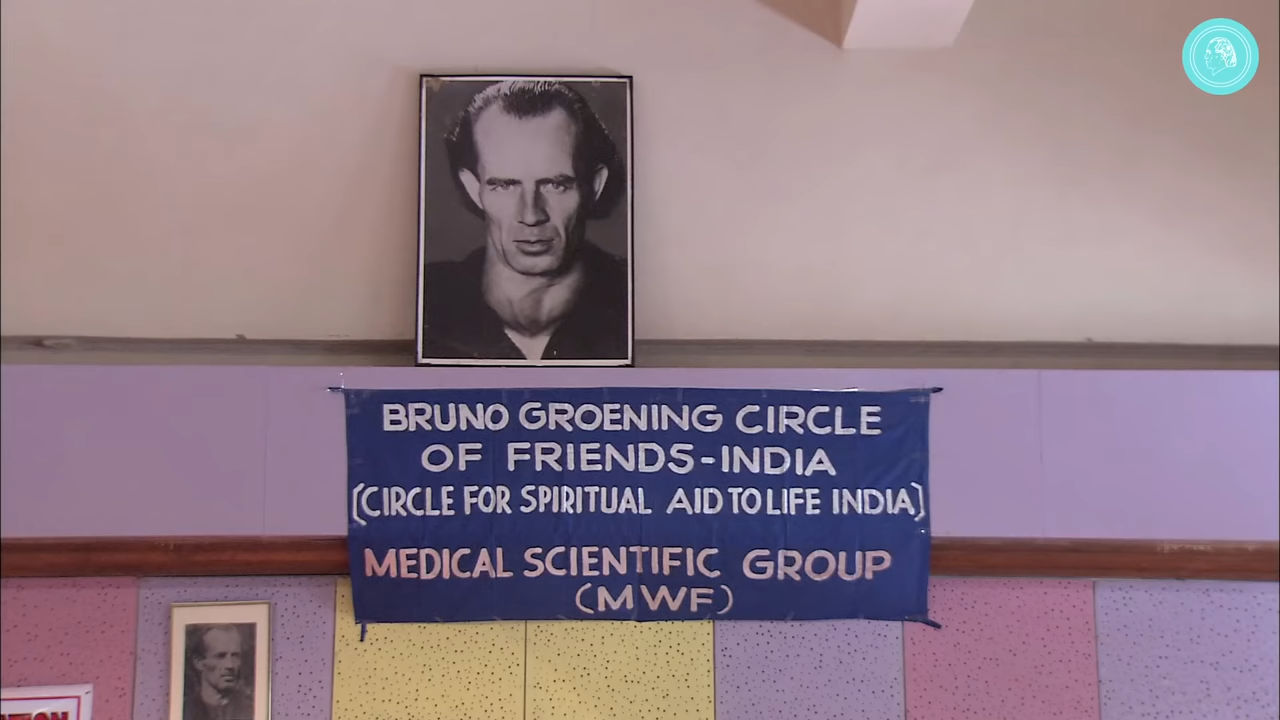 BRUNO GROENING CIRCLE
OF FRIENDS-INDIA
(CIRCLE FOR SPIRITUAL AID TO LIFE INDIA)
MEDICAL SCIENTIFIC GROUP
(MWF)